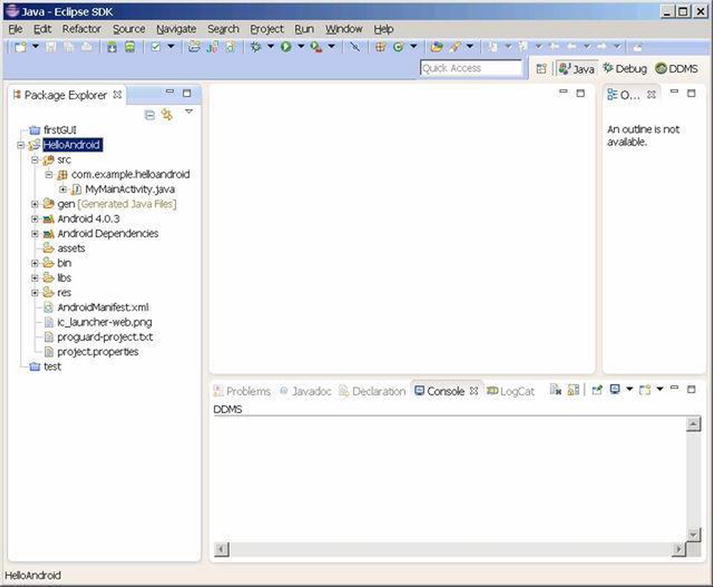 Java - Eclipse SDK
File Edit Refactor Source Navigate Search Project Run Window Help
Quick Access
Java Debug DDMS
Package Explorer
O...
An outline is not
available.
firstGUI
HelloAndroid
src
com.example.helloandroid
MyMainActivity.java
gen [Generated Java Files]
Android 4.0.3
Android Dependencies
assets
bin
libs
res
AndroidManifest.xml
ic_launcher-web.png
proguard-project.txt
project.properties
test
Problems Javadoc Declaration Console LogCat
DDMS
HelloAndroid